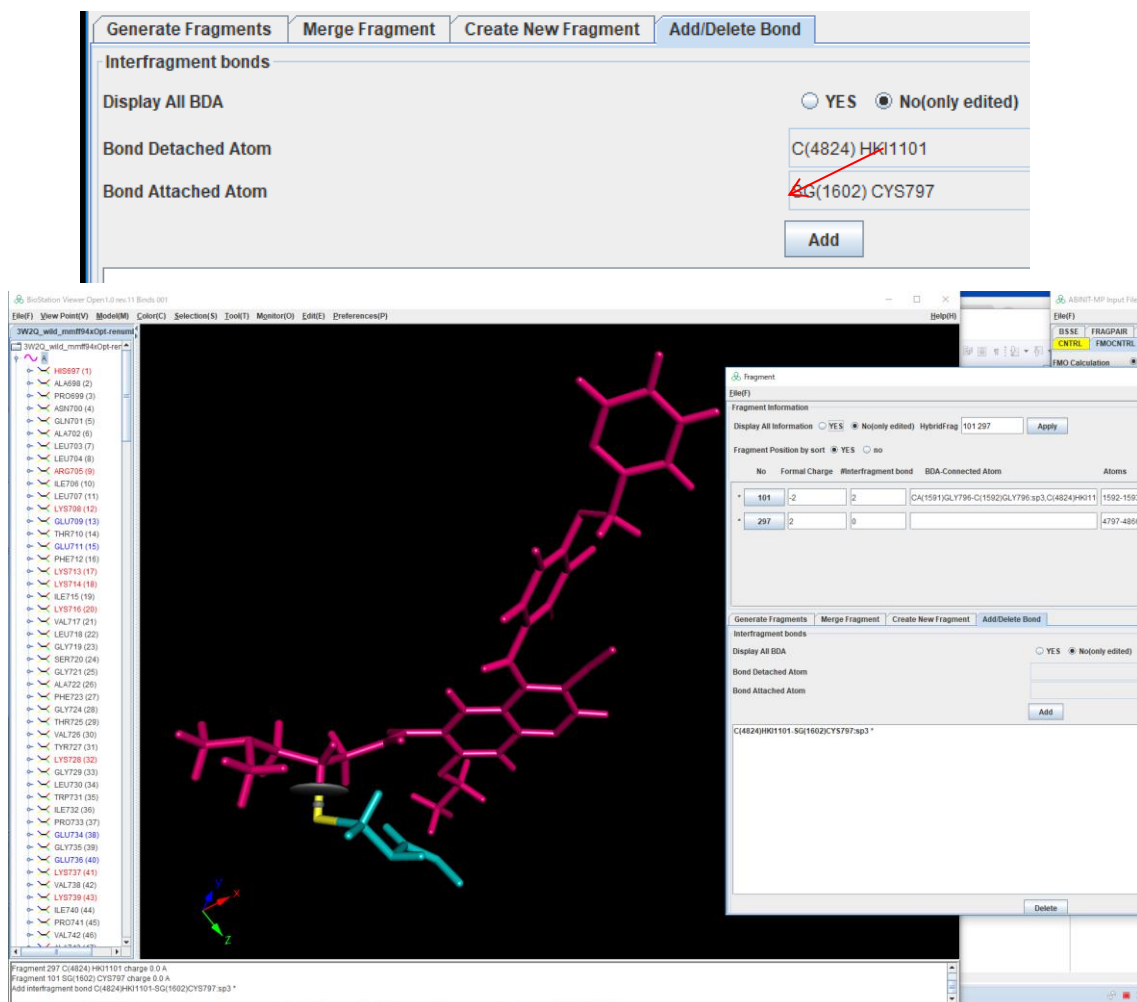 Generate Fragments Merge Fragment Create New Fragment Add/Delete Bond
Interfragment bonds
Display All BDA YES No(only edited)
Bond Detached Atom C(4824) HKI1101
Bond Attached Atom SG(1602) CYS797
Add
BioStation Viewer Open1.0 rev.11 Binds 001
File(F) View Point(V) Model(M) Color(C) Selection(S) Tool(T) Monitor(O) Edit(E) Preferences(P) Help(H)
3W2Q_wild_mmff94xOpt-renum
3W2Q_wild_mmff94xOpt-rer
A
HIS697 (1)
ALA698 (2)
PRO699 (3)
ASN700 (4)
GLN701 (5)
ALA702 (6)
LEU703 (7)
LEU704 (8)
ARG705 (9)
ILE706 (10)
LEU707 (11)
LYS708 (12)
GLU709 (13)
THR710 (14)
GLU711 (15)
PHE712 (16)
LYS713 (17)
LYS714 (18)
ILE715 (19)
LYS716 (20)
VAL717 (21)
LEU718 (22)
GLY719 (23)
SER720 (24)
GLY721 (25)
ALA722 (26)
PHE723 (27)
GLY724 (28)
THR725 (29)
VAL726 (30)
TYR727 (31)
LYS728 (32)
GLY729 (33)
LEU730 (34)
TRP731 (35)
ILE732 (36)
PRO733 (37)
GLU734 (38)
GLY735 (39)
GLU736 (40)
LYS737 (41)
VAL738 (42)
LYS739 (43)
ILE740 (44)
PRO741 (45)
VAL742 (46)
Y
X
Z
ABINIT-MP Input File
File(F)
BSSE FRAGPAIR
CNTRL FMOCNTRL
FMO Calculation
Fragment
File(F)
Fragment Information
Display All Information YES No(only edited) HybridFrag 101 297 Apply
Fragment Position by sort YES no
No Formal Charge #Interfragment bond BDA-Connected Atom Atoms
* 101 -2 2 CA(1591)GLY796-C(1592)GLY796:sp3,C(4824)HKI11 1592-1593
* 297 2 0 4797-4866
Generate Fragments Merge Fragment Create New Fragment Add/Delete Bond
Interfragment bonds
Display All BDA YES No(only edited)
Bond Detached Atom
Bond Attached Atom
Add
C(4824)HKI1101-SG(1602)CYS797:sp3 *
Delete
Fragment 297 C(4824) HKI1101 charge 0.0 A
Fragment 101 SG(1602) CYS797 charge 0.0 A
Add interfragment bond C(4824)HKI1101-SG(1602)CYS797:sp3 *